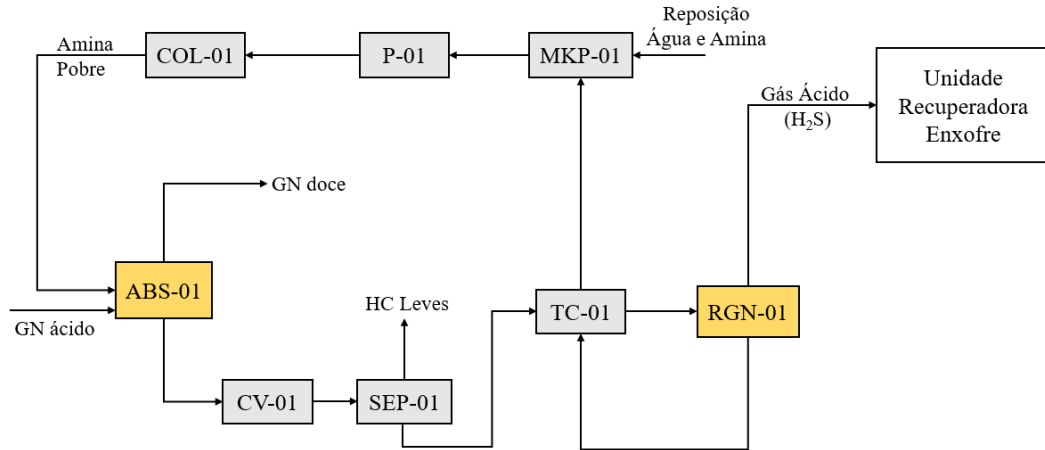 Reposição
Água e Amina
Amina
Pobre
COL-01
P-01
MKP-01
Unidade
Recuperadora
Enxofre
Gás Ácido
(H₂S)
GN doce
ABS-01
GN ácido
HC Leves
TC-01
RGN-01
CV-01
SEP-01